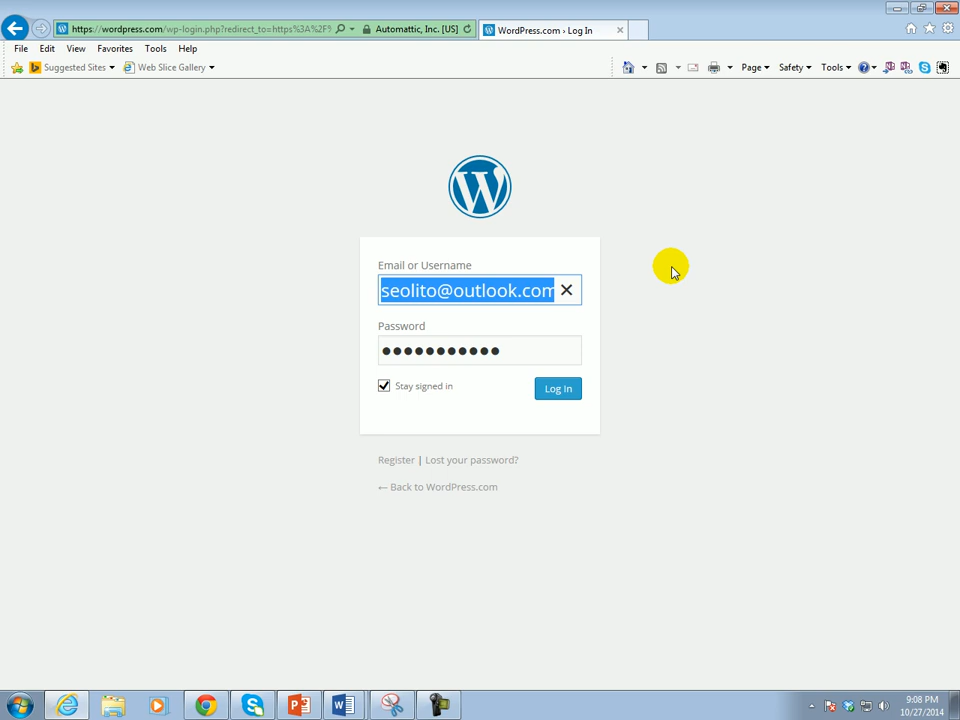 https://wordpress.com/wp-login.php?redirect_to=https%3A%2F%
Automattic, Inc. [US]
WordPress.com › Log In
File Edit View Favorites Tools Help
Suggested Sites
Web Slice Gallery
Page
Safety
Tools
W
Email or Username
seolito@outlook.com
Password
Stay signed in
Log In
Register | Lost your password?
← Back to WordPress.com
9:08 PM
10/27/2014